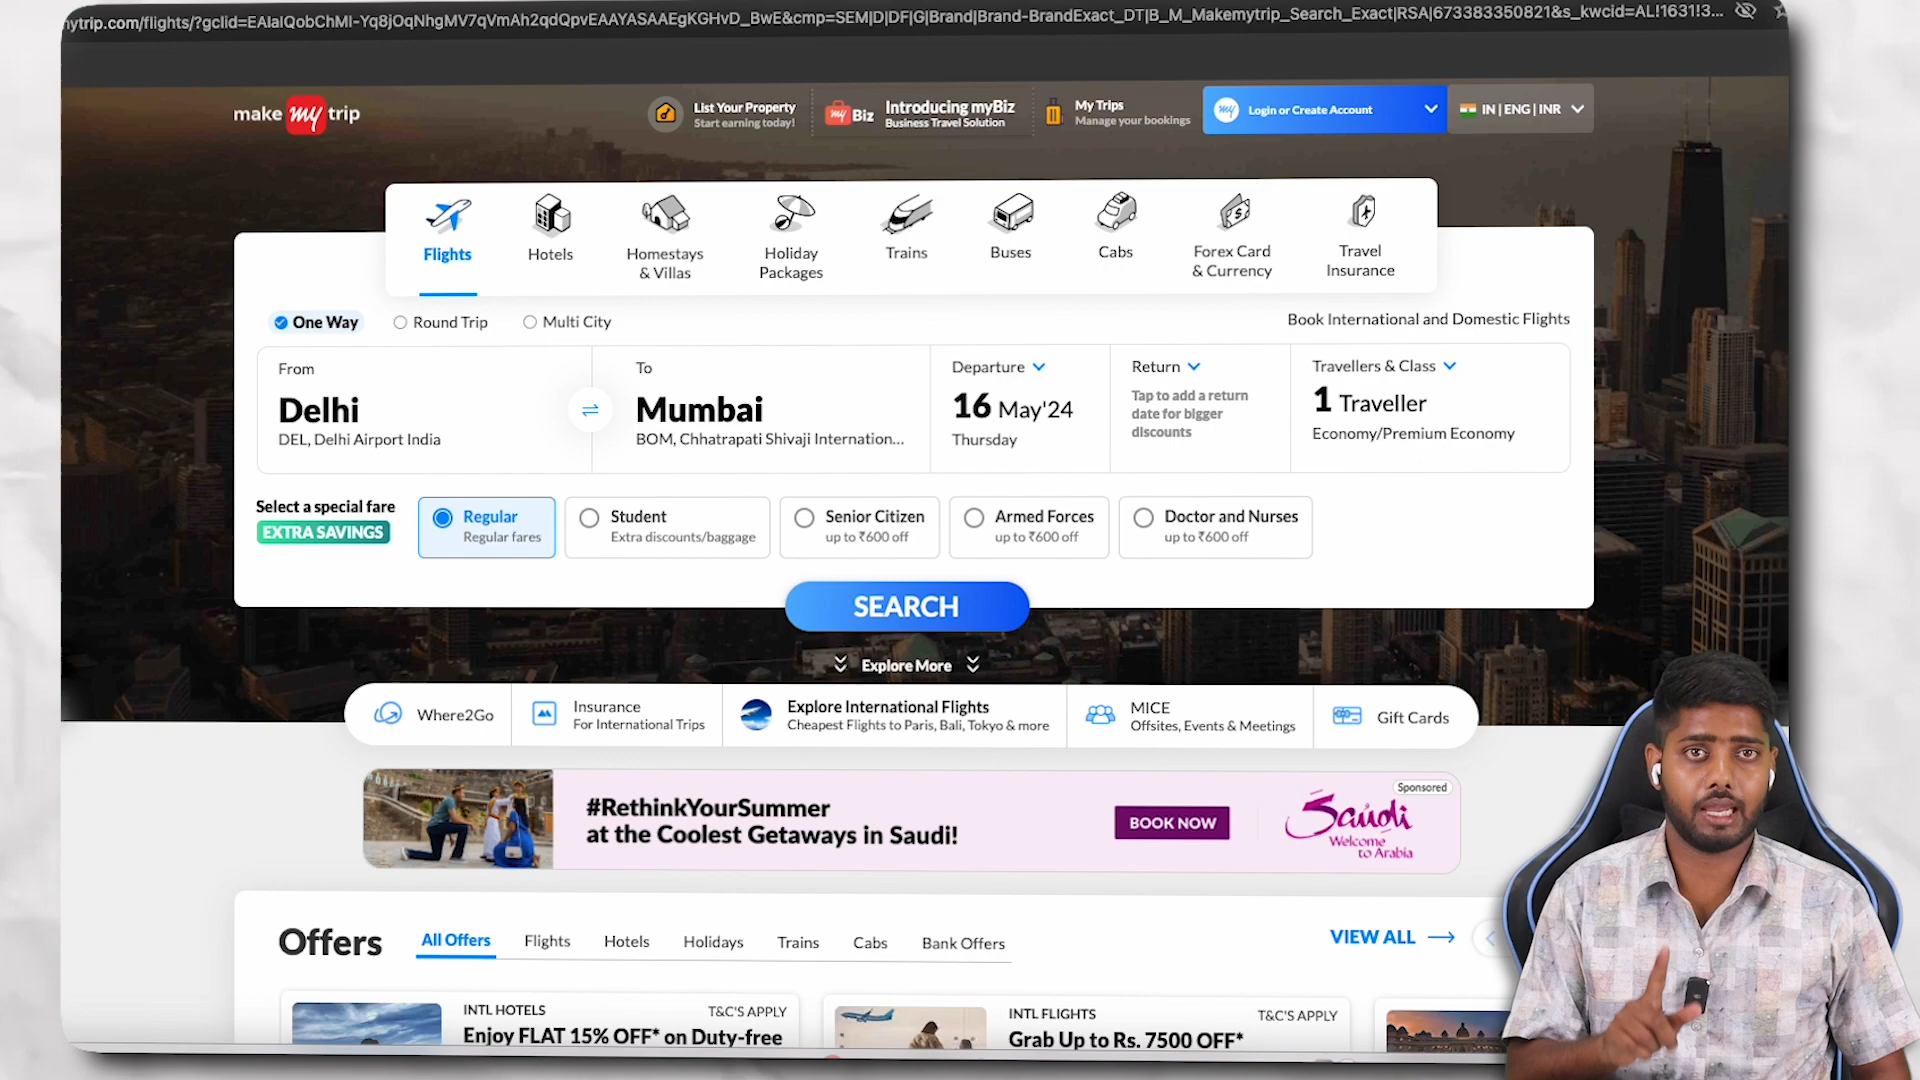 mytrip.com/flights/?gclid=EAIaIQobChMI-Yq8jOqNhgMV7qVmAh2qdQpvEAAYASAAEgKGHvD_BwE&cmp=SEM|D|DF|G|Brand|Brand-BrandExact_DT|B_M_Makemytrip_Search_Exact|RSA|673383350821&s_kwcid=AL!1631!3...
make my trip
List Your Property
Start earning today!
my Biz
Introducing myBiz
Business Travel Solution
My Trips
Manage your bookings
my
Login or Create Account
IN | ENG | INR
Flights
Hotels
Homestays
& Villas
Holiday
Packages
Trains
Buses
Cabs
Forex Card
& Currency
Travel
Insurance
One Way
Round Trip
Multi City
Book International and Domestic Flights
From
Delhi
DEL, Delhi Airport India
To
Mumbai
BOM, Chhatrapati Shivaji Internation...
Departure
16 May'24
Thursday
Return
Tap to add a return
date for bigger
discounts
Travellers & Class
1 Traveller
Economy/Premium Economy
Select a special fare
EXTRA SAVINGS
Regular
Regular fares
Student
Extra discounts/baggage
Senior Citizen
up to ₹600 off
Armed Forces
up to ₹600 off
Doctor and Nurses
up to ₹600 off
SEARCH
Explore More
Where2Go
Insurance
For International Trips
Explore International Flights
Cheapest Flights to Paris, Bali, Tokyo & more
MICE
Offsites, Events & Meetings
Gift Cards
#RethinkYourSummer
at the Coolest Getaways in Saudi!
BOOK NOW
Sponsored
Saudi
Welcome
to Arabia
Offers
All Offers
Flights
Hotels
Holidays
Trains
Cabs
Bank Offers
VIEW ALL
INTL HOTELS
T&C'S APPLY
Enjoy FLAT 15% OFF* on Duty-free
INTL FLIGHTS
T&C'S APPLY
Grab Up to Rs. 7500 OFF*